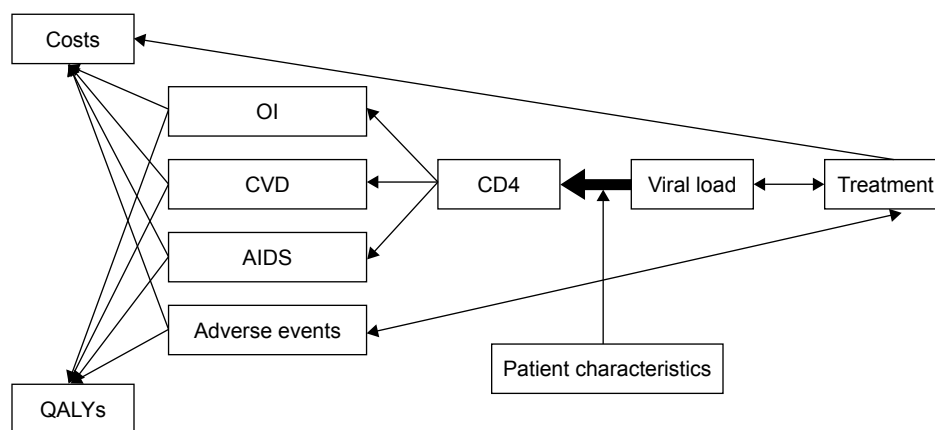 Costs
OI
CVD
CD4
Viral load
Treatment
AIDS
Adverse events
Patient characteristics
QALYs